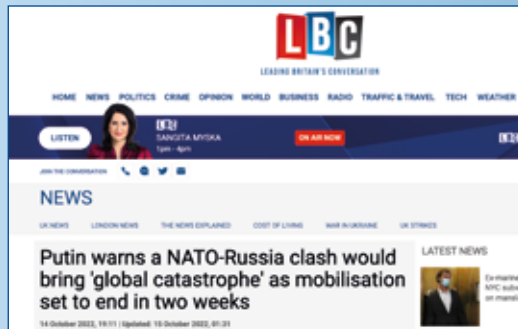 LBC
LEADING BRITAIN'S CONVERSATION
HOME NEWS POLITICS CRIME OPINION WORLD BUSINESS RADIO TRAFFIC & TRAVEL TECH WEATHER
LISTEN
LBC
SANGITA MYSKA
1pm - 4pm
ON AIR NOW
LBC
JOIN THE CONVERSATION
NEWS
UK NEWS LONDON NEWS THE NEWS EXPLAINED COST OF LIVING WAR IN UKRAINE UK STRIKES
Putin warns a NATO-Russia clash would
bring 'global catastrophe' as mobilisation
set to end in two weeks
14 October 2022, 19:11 | Updated: 15 October 2022, 01:21
LATEST NEWS
Ex-marine
NYC
on